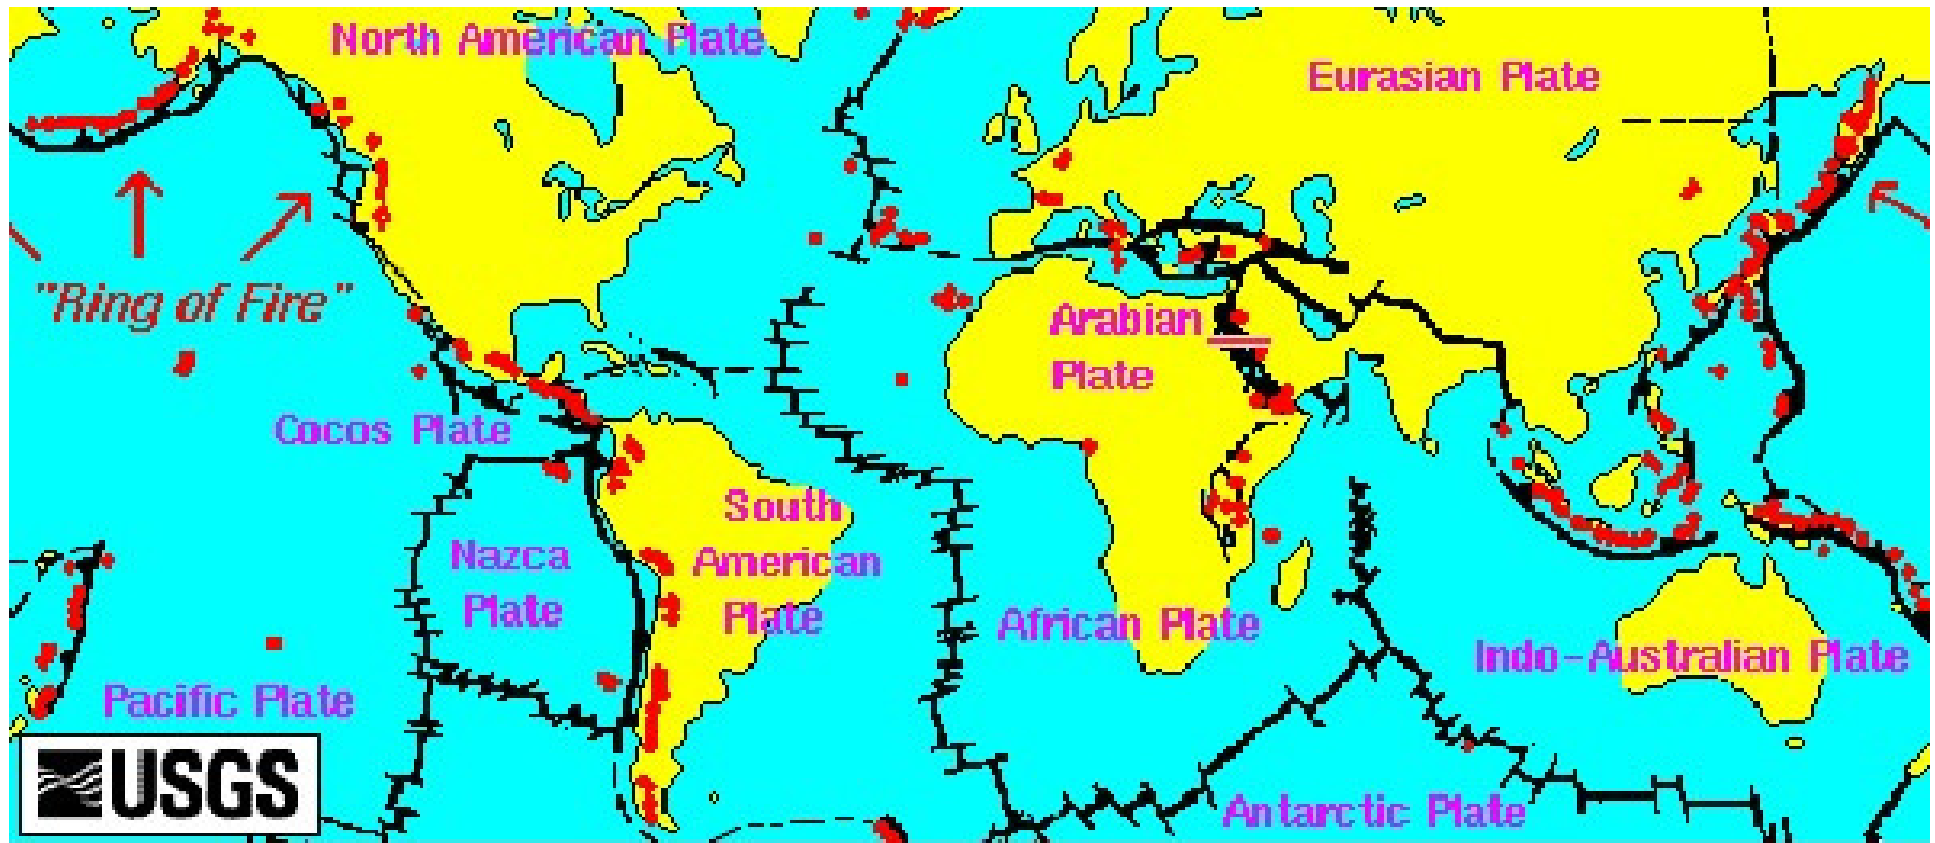 North American Plate
Eurasian Plate
"Ring of Fire"
Arabian
Plate
Cocos Plate
South
American
Plate
Nazca
Plate
African Plate
Indo-Australian Plate
Pacific Plate
USGS
Antarctic Plate